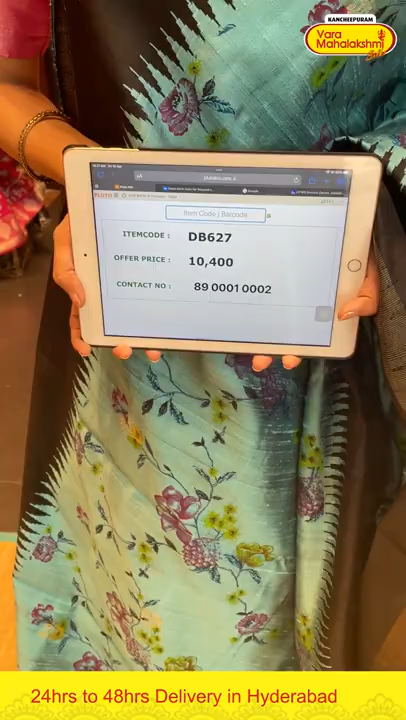 KANCHEEPURAM
Vara
Mahalakshmi
Item Code | Barcode
ITEMCODE : DB627
OFFER PRICE : 10,400
CONTACT NO : 89 0001 0002
24hrs to 48hrs Delivery in Hyderabad